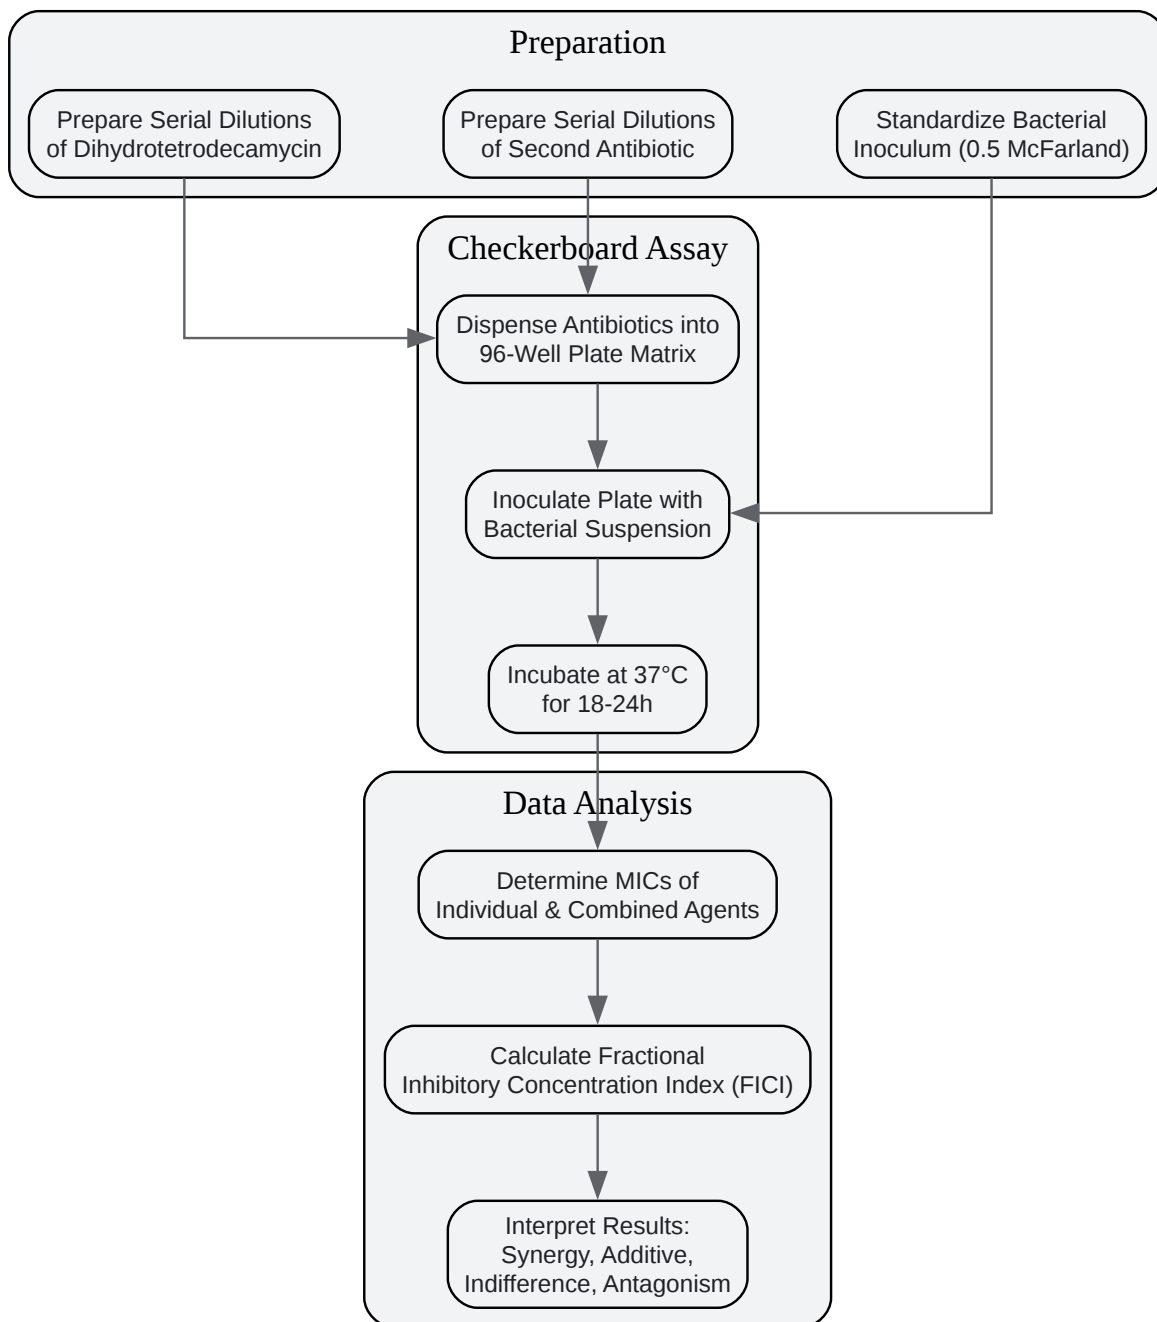 Preparation
Prepare Serial Dilutions
of Dihydrotetrodecamycin
Prepare Serial Dilutions
of Second Antibiotic
Standardize Bacterial
Inoculum (0.5 McFarland)
Checkerboard Assay
Dispense Antibiotics into
96-Well Plate Matrix
Inoculate Plate with
Bacterial Suspension
Incubate at 37°C
for 18-24h
Data Analysis
Determine MICs of
Individual & Combined Agents
Calculate Fractional
Inhibitory Concentration Index (FICI)
Interpret Results:
Synergy, Additive,
Indifference, Antagonism